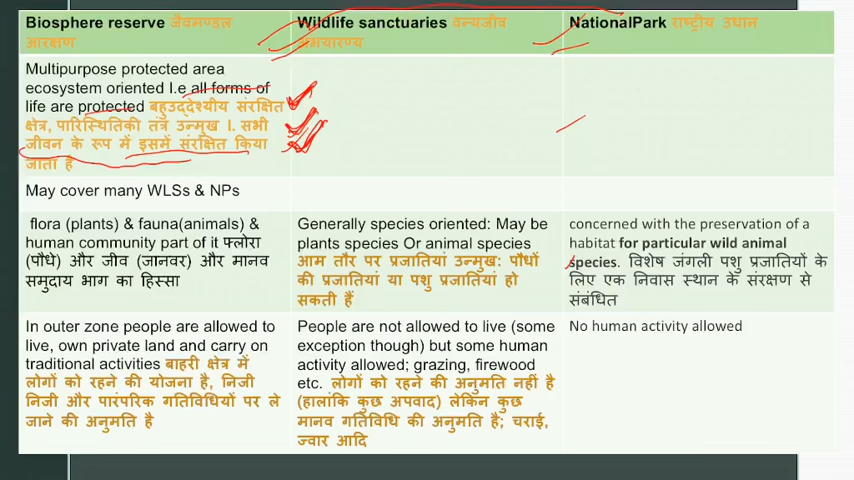 Biosphere reserve जैवमण्डल
आरक्षण
Wildlife sanctuaries वन्यजीव
अभयारण्य
NationalPark राष्ट्रीय उधान
Multipurpose protected area
ecosystem oriented I.e all forms of
life are protected बहुउद्देश्यीय संरक्षित
क्षेत्र, पारिस्थितिकी तंत्र उन्मुख I. सभी
जीवन के रूप में इसमें संरक्षित किया
जाता है
May cover many WLSs & NPs
flora (plants) & fauna(animals) &
human community part of it फ्लोरा
(पौधे) और जीव (जानवर) और मानव
समुदाय भाग का हिस्सा
Generally species oriented: May be
plants species Or animal species
आम तौर पर प्रजातियां उन्मुख: पौधों
की प्रजातियां या पशु प्रजातियां हो
सकती हैं
concerned with the preservation of a
habitat for particular wild animal
species. विशेष जंगली पशु प्रजातियों के
लिए एक निवास स्थान के संरक्षण से
संबंधित
In outer zone people are allowed to
live, own private land and carry on
traditional activities बाहरी क्षेत्र में
लोगों को रहने की योजना है, निजी
निजी और पारंपरिक गतिविधियों पर ले
जाने की अनुमति है
People are not allowed to live (some
exception though) but some human
activity allowed; grazing, firewood
etc. लोगों को रहने की अनुमति नहीं है
(हालांकि कुछ अपवाद) लेकिन कुछ
मानव गतिविधि की अनुमति है; चराई,
ज्वार आदि
No human activity allowed